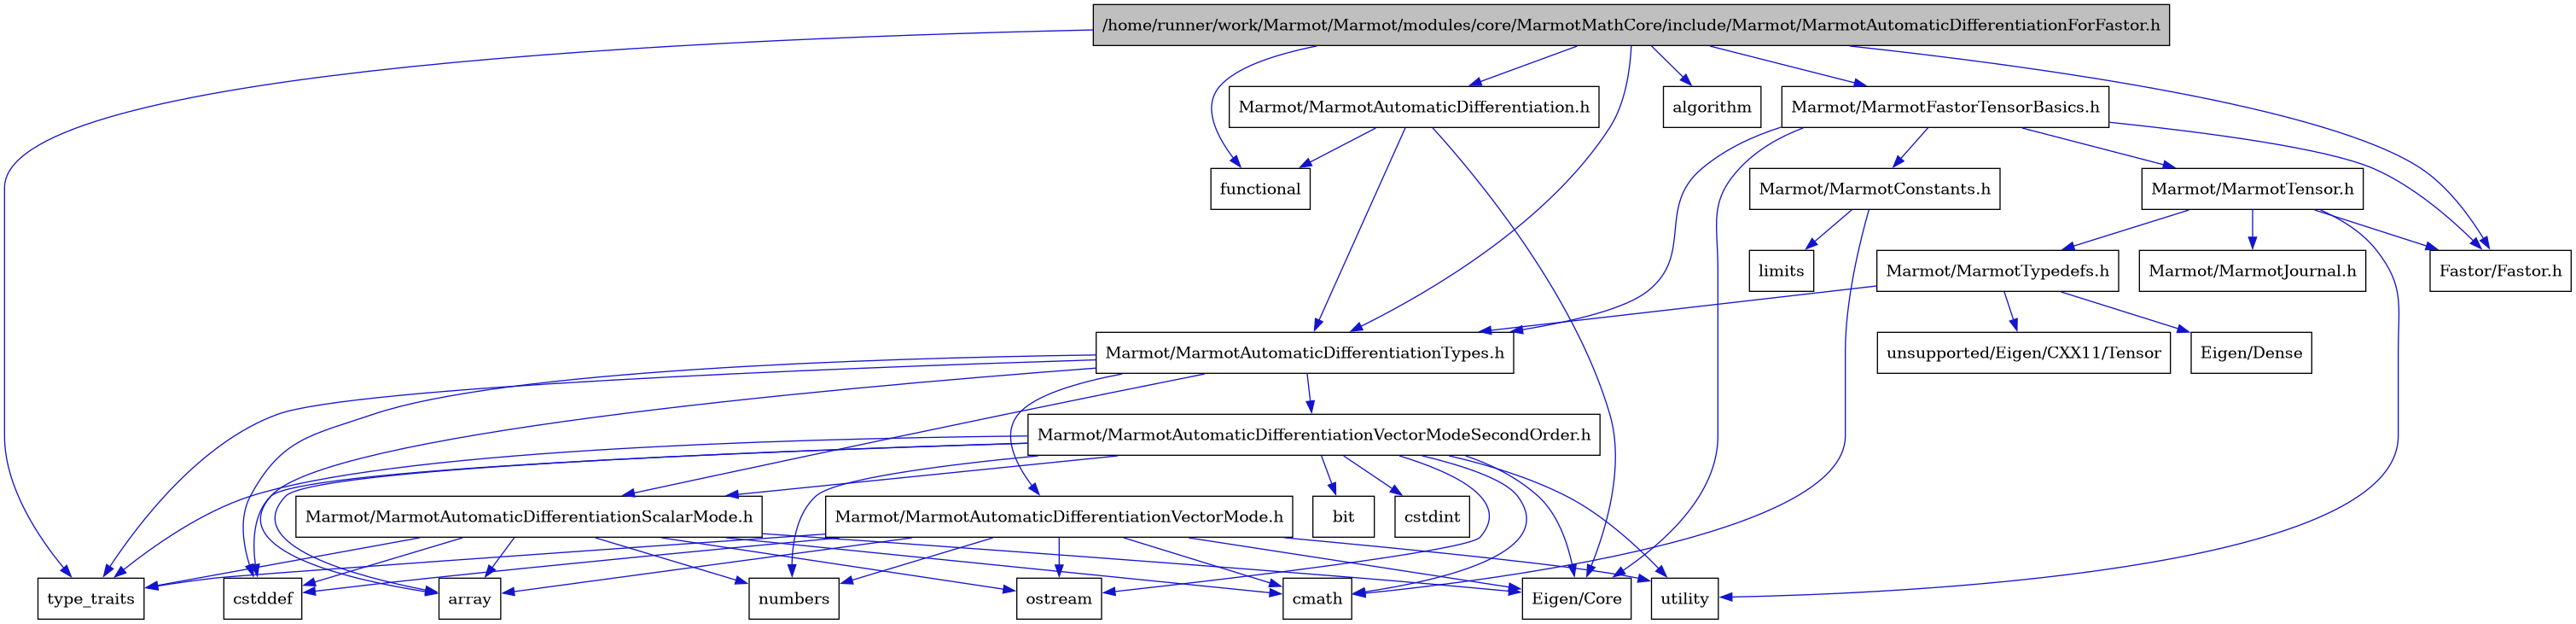 /home/runner/work/Marmot/Marmot/modules/core/MarmotMathCore/include/Marmot/MarmotAutomaticDifferentiationForFastor.h
Marmot/MarmotAutomaticDifferentiation.h
algorithm
Marmot/MarmotFastorTensorBasics.h
functional
Marmot/MarmotConstants.h
Marmot/MarmotTensor.h
limits
Marmot/MarmotTypedefs.h
Marmot/MarmotJournal.h
Fastor/Fastor.h
Marmot/MarmotAutomaticDifferentiationTypes.h
unsupported/Eigen/CXX11/Tensor
Eigen/Dense
Marmot/MarmotAutomaticDifferentiationVectorModeSecondOrder.h
Marmot/MarmotAutomaticDifferentiationScalarMode.h
Marmot/MarmotAutomaticDifferentiationVectorMode.h
bit
cstdint
type_traits
cstddef
array
numbers
ostream
cmath
Eigen/Core
utility